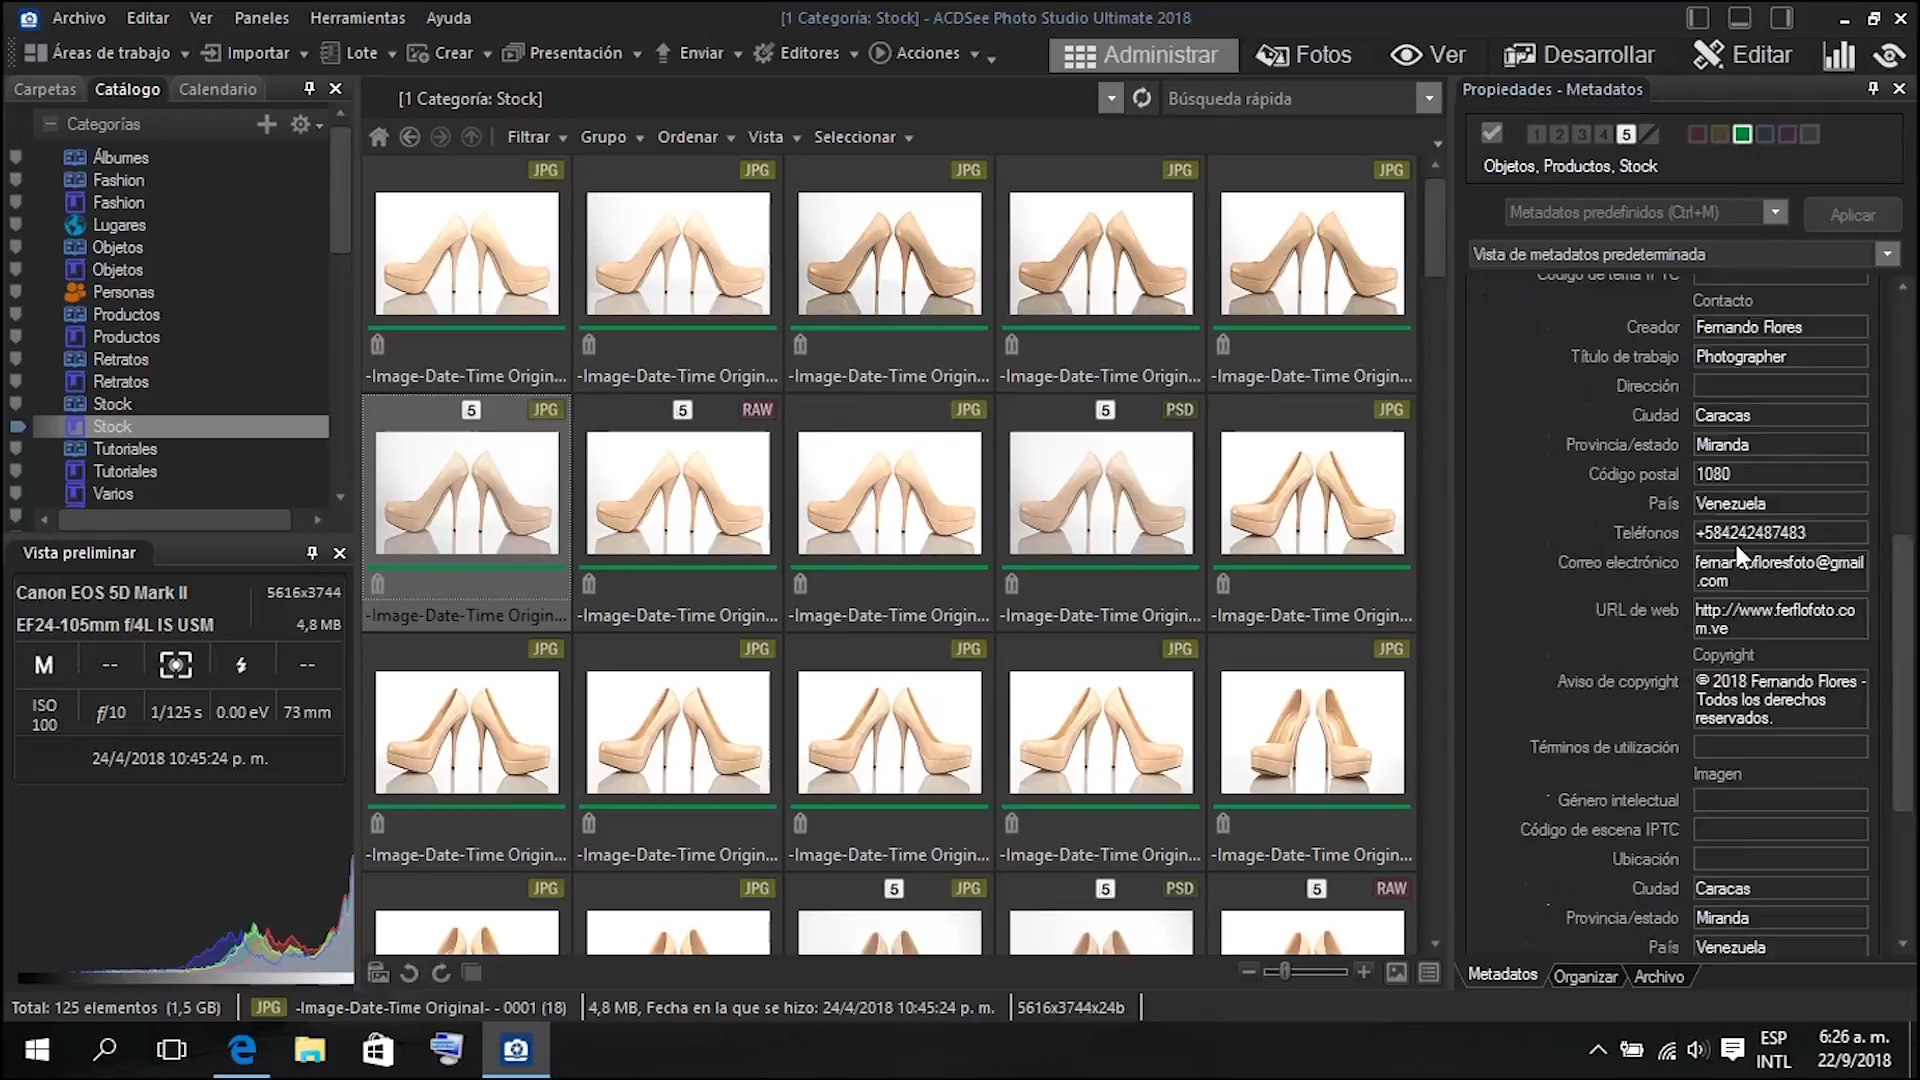 Archivo Editar Ver Paneles Herramientas Ayuda
[1 Categoría: Stock] - ACDSee Photo Studio Ultimate 2018
Áreas de trabajo Importar Lote Crear Presentación Enviar Editores Acciones
Administrar Fotos Ver Desarrollar Editar
Carpetas Catálogo Calendario
Categorías
Álbumes
Fashion
Fashion
Lugares
Objetos
Objetos
Personas
Productos
Productos
Retratos
Retratos
Stock
Stock
Tutoriales
Tutoriales
Varios
Vista preliminar
Canon EOS 5D Mark II 5616x3744
EF24-105mm f/4L IS USM 4,8 MB
M -- --
ISO 100 f/10 1/125 s 0.00 eV 73 mm
24/4/2018 10:45:24 p. m.
[1 Categoría: Stock]
Búsqueda rápida
Filtrar Grupo Ordenar Vista Seleccionar
JPG JPG JPG JPG JPG
-Image-Date-Time Origin... -Image-Date-Time Origin... -Image-Date-Time Origin... -Image-Date-Time Origin... -Image-Date-Time Origin...
5 JPG 5 RAW JPG 5 PSD JPG
-Image-Date-Time Origin... -Image-Date-Time Origin... -Image-Date-Time Origin... -Image-Date-Time Origin... -Image-Date-Time Origin...
JPG JPG JPG JPG JPG
-Image-Date-Time Origin... -Image-Date-Time Origin... -Image-Date-Time Origin... -Image-Date-Time Origin... -Image-Date-Time Origin...
JPG JPG 5 JPG 5 PSD 5 RAW
Propiedades - Metadatos
1 2 3 4 5
Objetos, Productos, Stock
Metadatos predefinidos (Ctrl+M) Aplicar
Vista de metadatos predeterminada
Código de tema IPTC
Contacto
Creador Fernando Flores
Título de trabajo Photographer
Dirección
Ciudad Caracas
Provincia/estado Miranda
Código postal 1080
País Venezuela
Teléfonos +584242487483
Correo electrónico
.com
URL de web http://www.ferflofoto.co
m.ve
Copyright
Aviso de copyright © 2018 Fernando Flores -
Todos los derechos
reservados.
Términos de utilización
Imagen
Género intelectual
Código de escena IPTC
Ubicación
Ciudad Caracas
Provincia/estado Miranda
País Venezuela
Metadatos Organizar Archivo
Total: 125 elementos (1,5 GB) JPG -Image-Date-Time Original- - 0001 (18) 4,8 MB, Fecha en la que se hizo: 24/4/2018 10:45:24 p. m. 5616x3744x24b
ESP 6:26 a. m.
INTL 22/9/2018